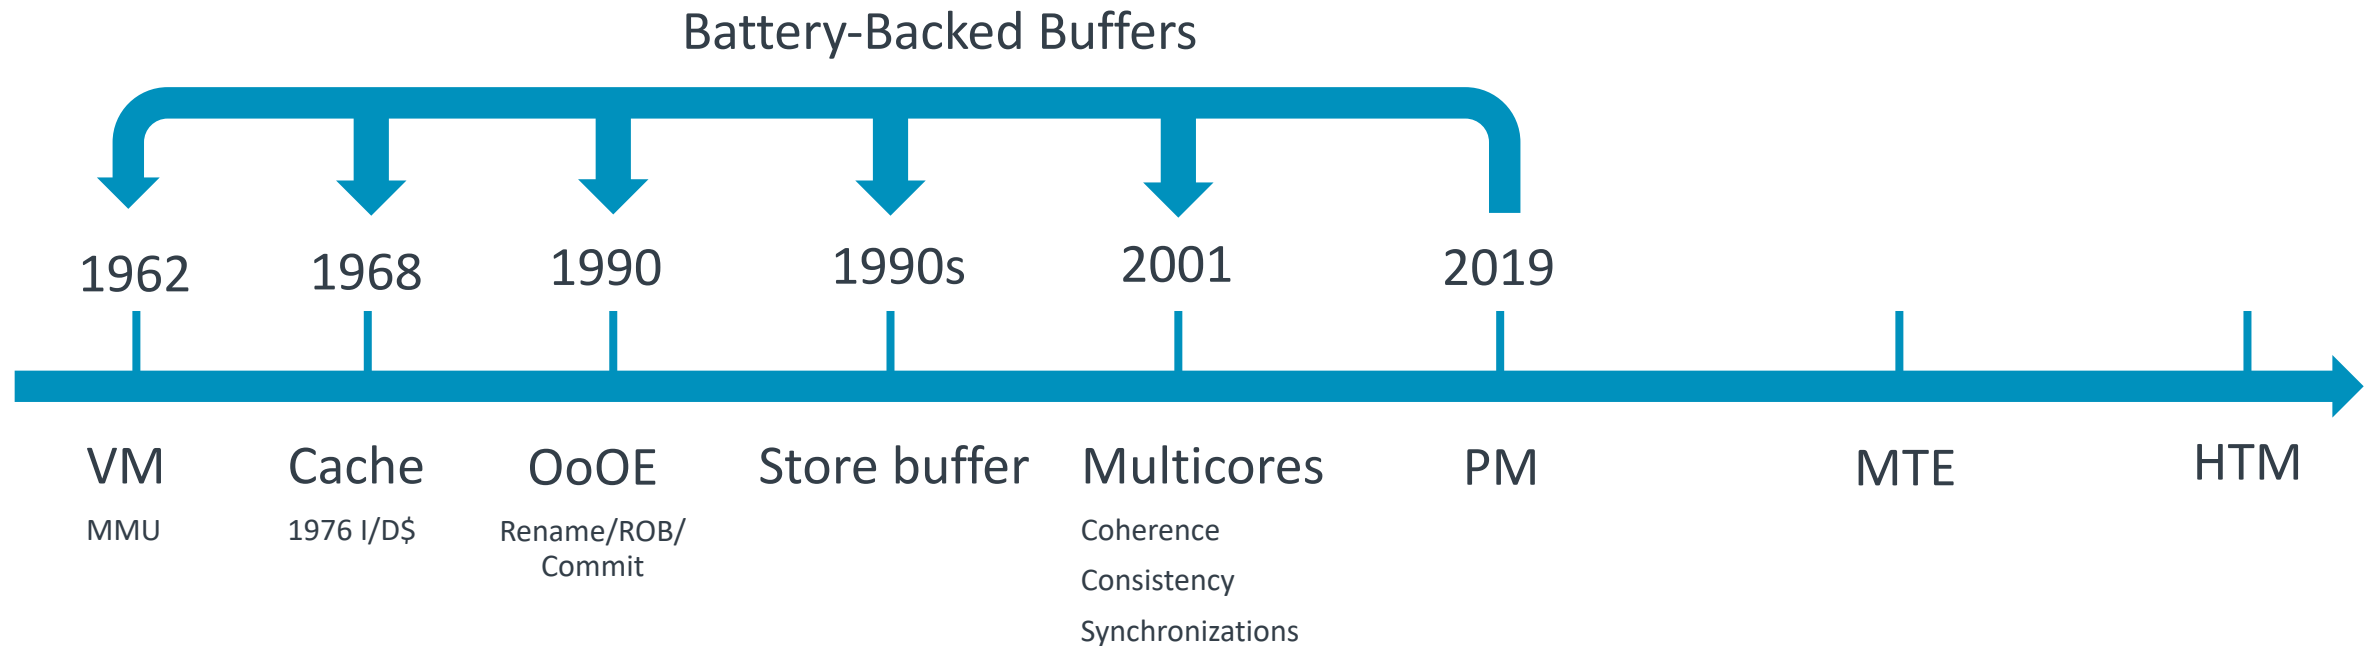 Battery-Backed Buffers
1962
1968
1990
1990s
2001
2019
VM
Cache
OoOE
Store buffer
Multicores
PM
MTE
HTM
MMU
1976 I/D$
Rename/ROB/
Commit
Coherence
Consistency
Synchronizations